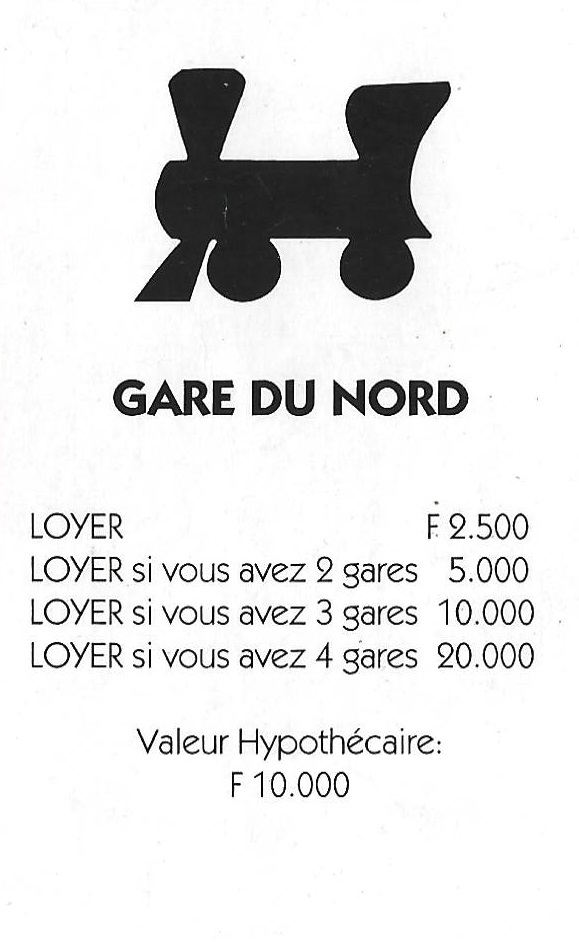 GARE DU NORD
LOYER F 2.500
LOYER si vous avez 2 gares 5.000
LOYER si vous avez 3 gares 10.000
LOYER si vous avez 4 gares 20.000
Valeur Hypothécaire:
F 10.000